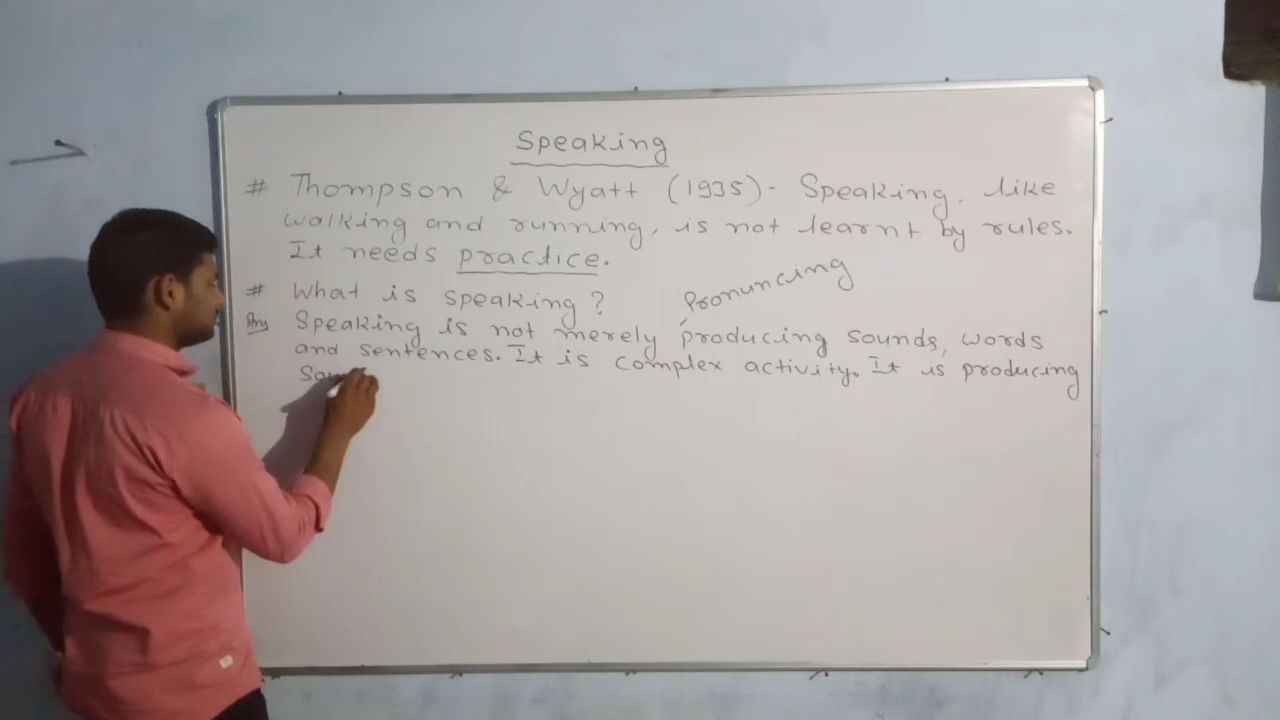 Speaking
# Thompson & Wyatt (1935)- Speaking, like
walking and running, is not learnt by rules.
It needs practice.
# What is speaking?
Pronuncing
Ans Speaking is not merely producing sounds, words
and sentences. It is complex activity. It is producing